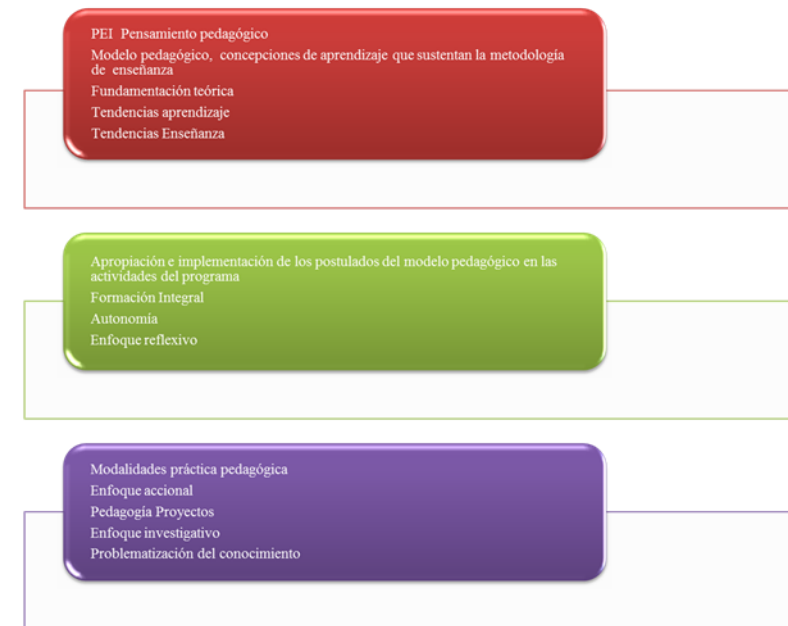 PEI  Pensamiento pedagógico
Modelo pedagógico,  concepciones de aprendizaje que sustentan la metodología
de  enseñanza
Fundamentación teórica
Tendencias aprendizaje
Tendencias Enseñanza
Apropiación e implementación de los postulados del modelo pedagógico en las
actividades del programa
Formación Integral
Autonomía
Enfoque reflexivo
Modalidades práctica pedagógica
Enfoque accional
Pedagogía Proyectos
Enfoque investigativo
Problematización del conocimiento